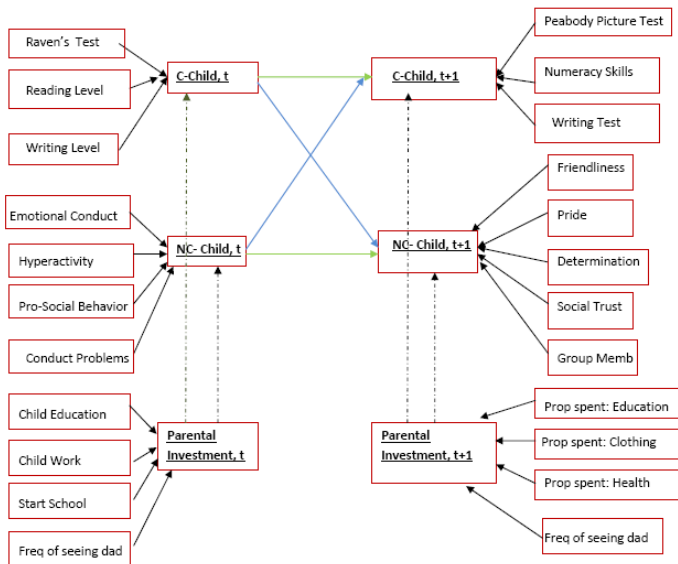 Raven's Test
Reading Level
Writing Level
C-Child, t
C-Child, t+1
Peabody Picture Test
Numeracy Skills
Writing Test
Emotional Conduct
Hyperactivity
Pro-Social Behavior
Conduct Problems
NC- Child, t
NC- Child, t+1
Friendliness
Pride
Determination
Social Trust
Group Memb
Child Education
Child Work
Start School
Freq of seeing dad
Parental
Investment, t
Parental
Investment, t+1
Prop spent: Education
Prop spent: Clothing
Prop spent: Health
Freq of seeing dad